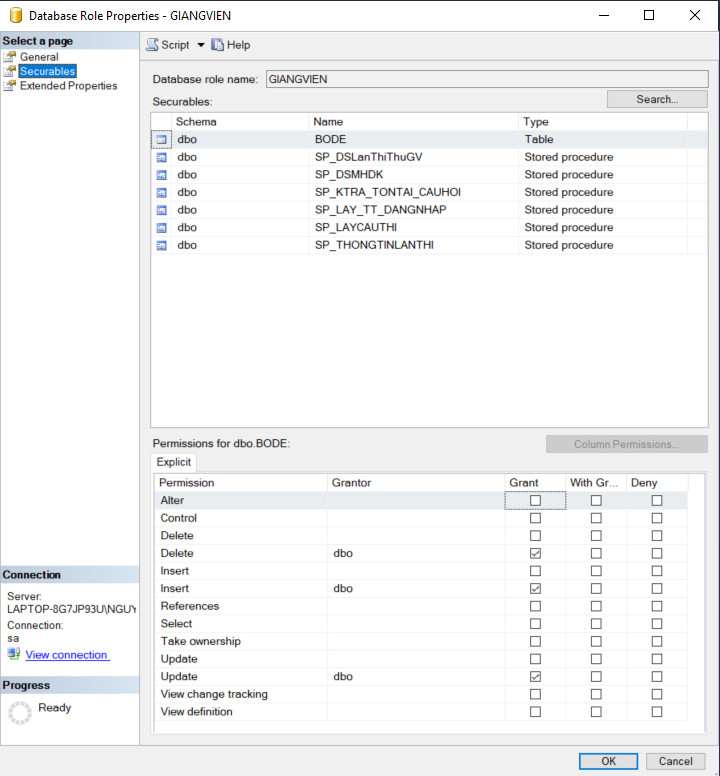 Database Role Properties - GIANGVIEN
Select a page
General
Securables
Extended Properties
Script Help
Database role name: GIANGVIEN
Securables: Search...
Schema Name Type
dbo BODE Table
dbo SP_DSLanThiThuGV Stored procedure
dbo SP_DSMHDK Stored procedure
dbo SP_KTRA_TONTAI_CAUHOI Stored procedure
dbo SP_LAY_TT_DANGNHAP Stored procedure
dbo SP_LAYCAUTHI Stored procedure
dbo SP_THONGTINLANTHI Stored procedure
Permissions for dbo.BODE: Column Permissions...
Explicit
Permission Grantor Grant With Gr... Deny
Alter
Control
Delete
Delete dbo
Insert
Insert dbo
References
Select
Take ownership
Update
Update dbo
View change tracking
View definition
Connection
Server:
LAPTOP-8G7JP93U\NGUY
Connection:
sa
View connection
Progress
Ready
OK Cancel